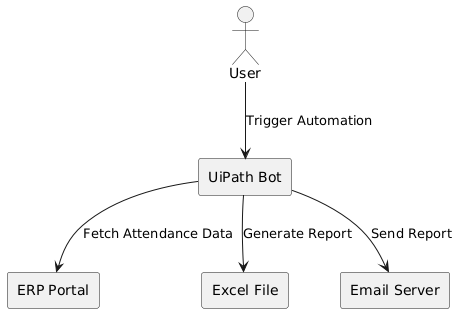 User
Trigger Automation
UiPath Bot
Fetch Attendance Data
Generate Report
Send Report
ERP Portal
Excel File
Email Server